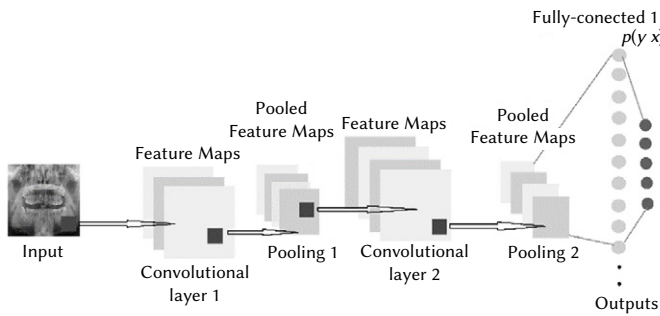 Fully-conected 1
p(y x)
Pooled
Feature Maps
Feature Maps
Pooled
Feature Maps
Feature Maps
Input
Convolutional
layer 1
Pooling 1
Convolutional
layer 2
Pooling 2
Outputs